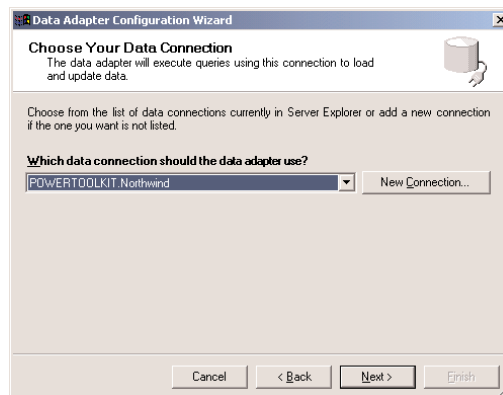 Data Adapter Configuration Wizard
Choose Your Data Connection
The data adapter will execute queries using this connection to load
and update data.
Choose from the list of data connections currently in Server Explorer or add a new connection
if the one you want is not listed.
Which data connection should the data adapter use?
POWERTOOLKIT.Northwind
New Connection...
Cancel
< Back
Next >
Finish